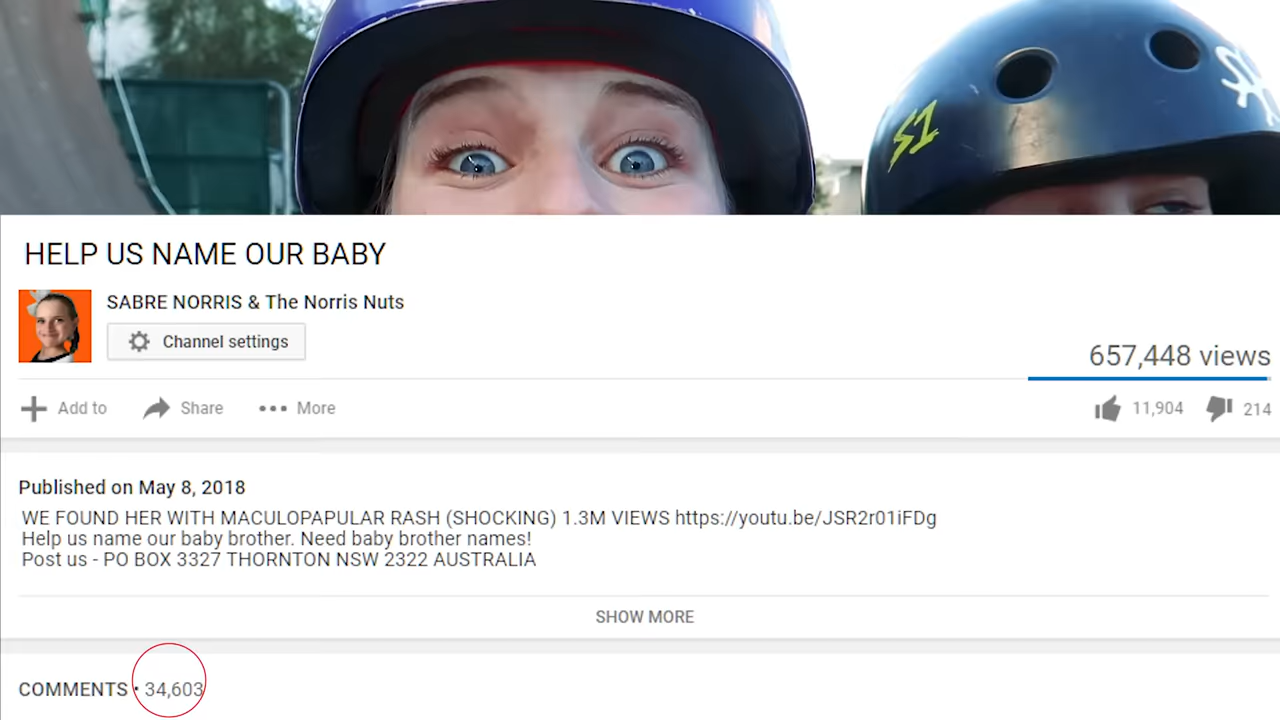 S1
HELP US NAME OUR BABY
SABRE NORRIS & The Norris Nuts
Channel settings
657,448 views
Add to Share More 11,904 214
Published on May 8, 2018
WE FOUND HER WITH MACULOPAPULAR RASH (SHOCKING) 1.3M VIEWS https://youtu.be/JSR2r01iFDg
Help us name our baby brother. Need baby brother names!
Post us - PO BOX 3327 THORNTON NSW 2322 AUSTRALIA
SHOW MORE
COMMENTS • 34,603